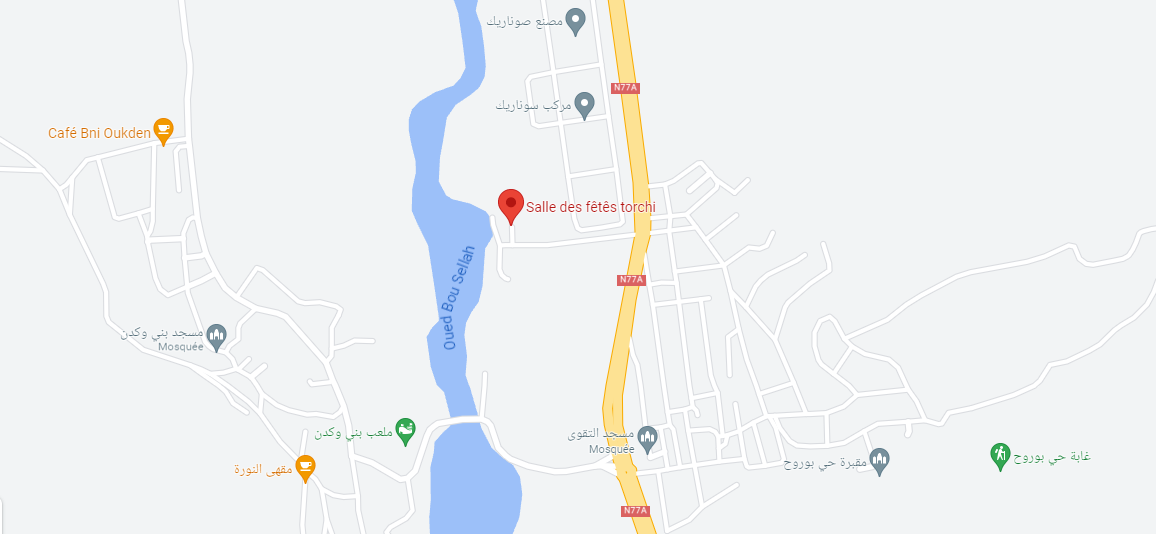 مصنع صوناريك
N77A
مركب سوناريك
Café Bni Oukden
Salle des fêtês torchi
Oued Bou Sellah
N77A
مسجد بني وكدن
Mosquée
ملعب بني وكدن
مسجد التقوى
Mosquée
مقهى النورة
مقبرة حي بوروح
غابة حي بوروح
N77A